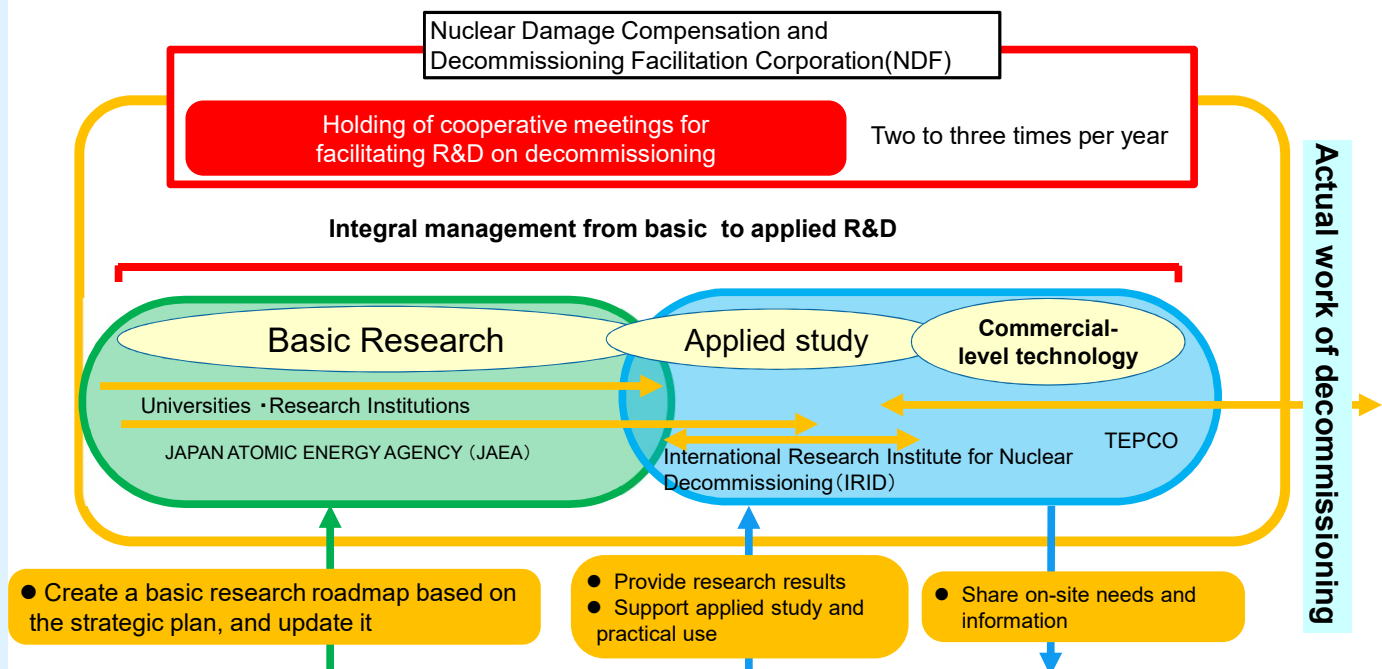 Nuclear Damage Compensation and
Decommissioning Facilitation Corporation(NDF)
Holding of cooperative meetings for
facilitating R&D on decommissioning
Two to three times per year
Integral management from basic to applied R&D
Basic Research
Applied study
Commercial-
level technology
Universities ・Research Institutions
JAPAN ATOMIC ENERGY AGENCY（JAEA）
International Research Institute for Nuclear
Decommissioning（IRID）
TEPCO
Actual work of decommissioning
● Create a basic research roadmap based on
the strategic plan, and update it
● Provide research results
● Support applied study and
practical use
● Share on-site needs and
information